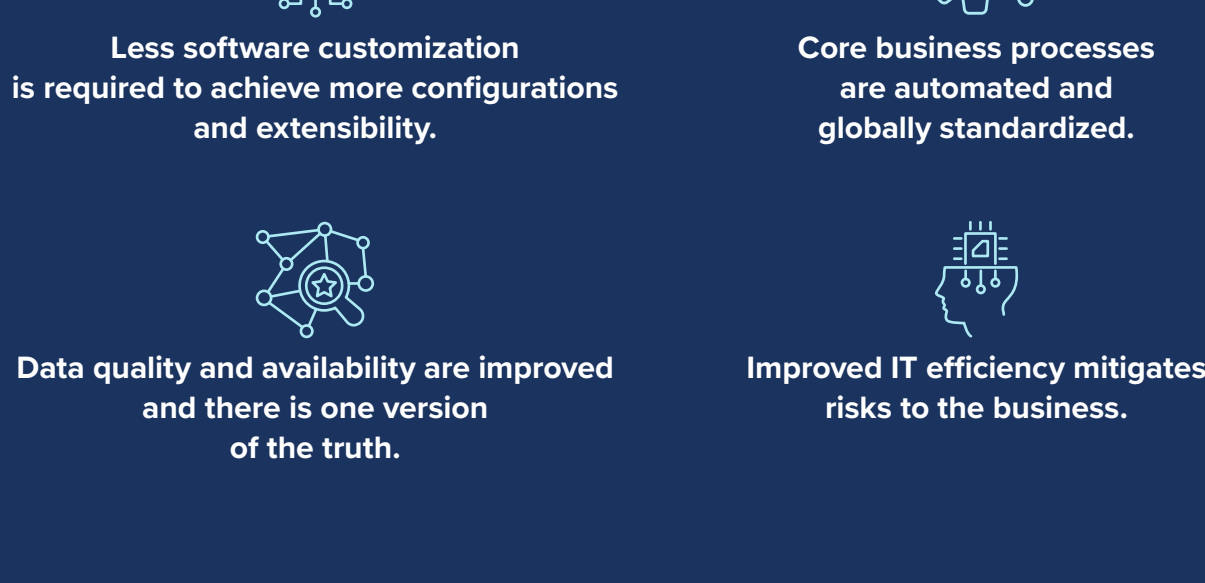 Less software customization
is required to achieve more configurations
and extensibility.
Core business processes
are automated and
globally standardized.
Data quality and availability are improved
and there is one version
of the truth.
Improved IT efficiency mitigates
risks to the business.